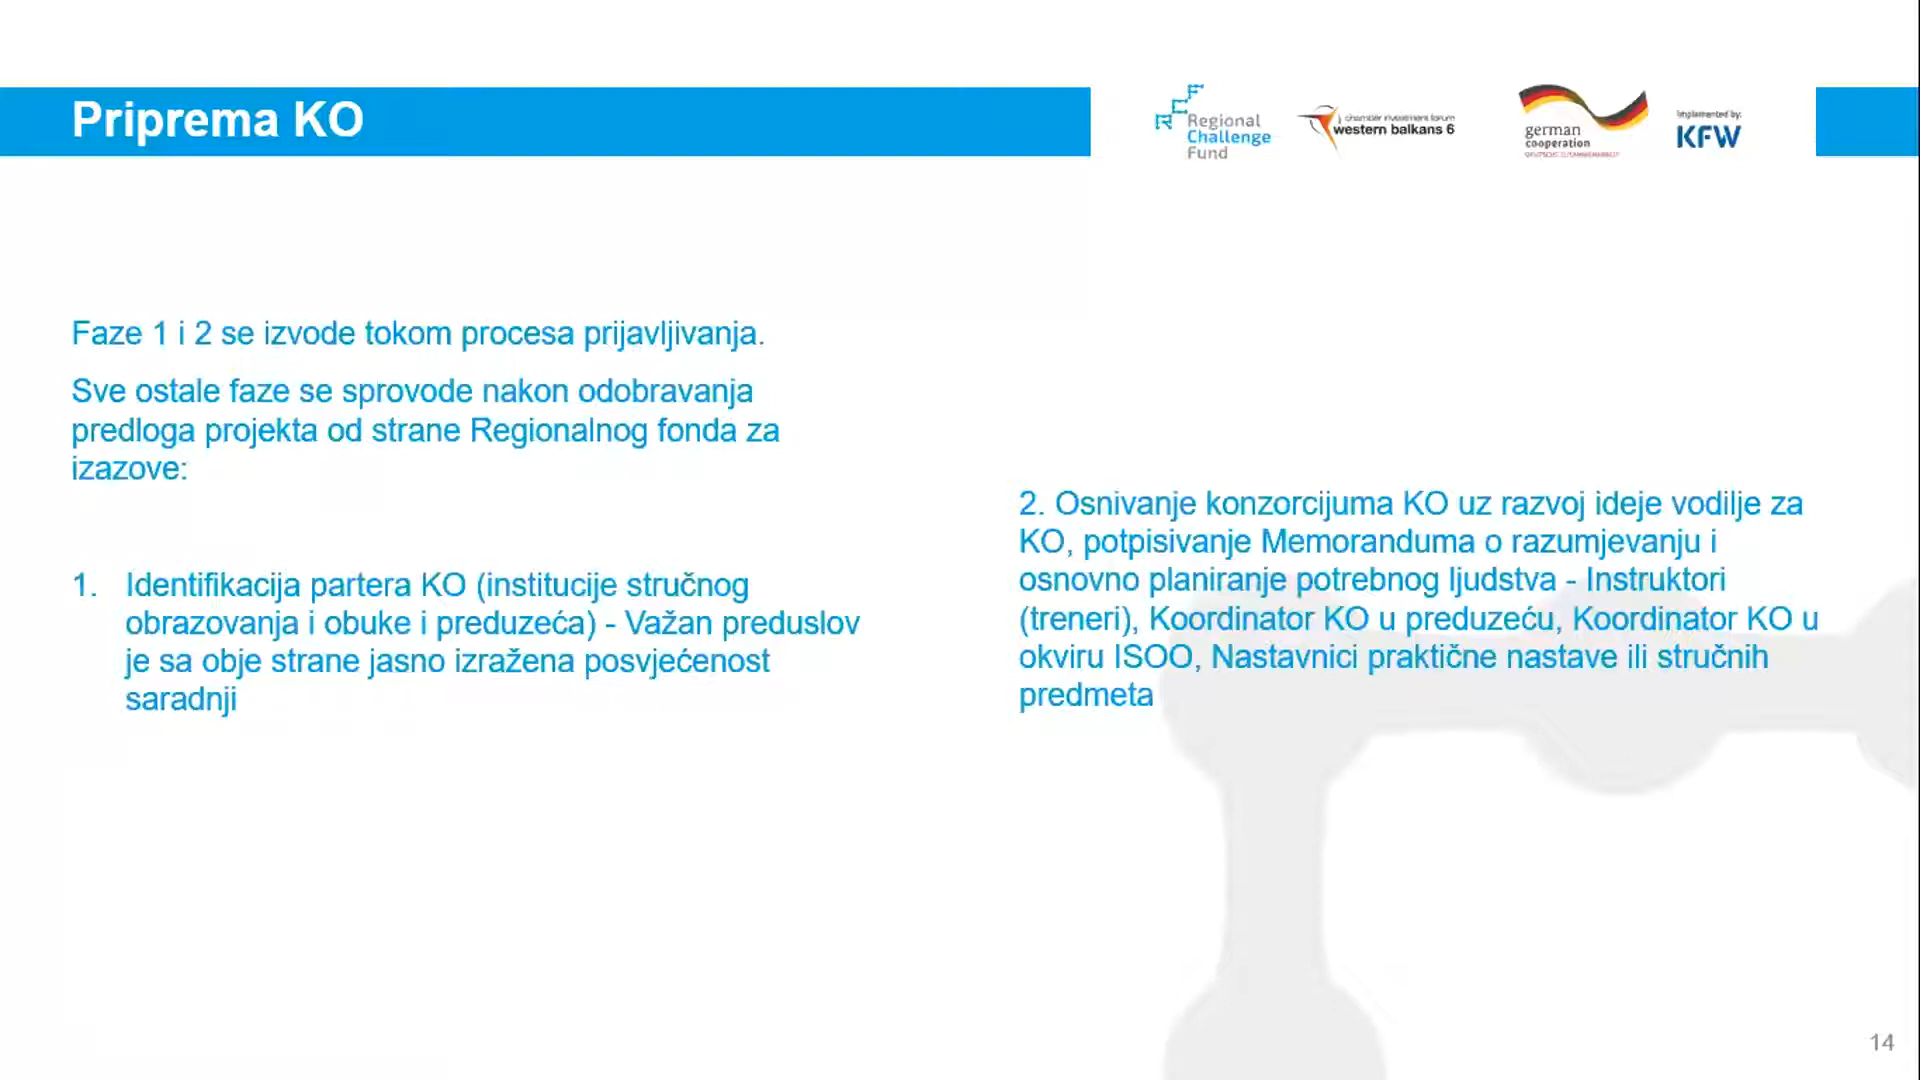 Priprema KO
Regional
Challenge
Fund
chamber investment forum
western balkans 6
german
cooperation
DEUTSCHE ZUSAMMENARBEIT
Implemented by:
KFW
Faze 1 i 2 se izvode tokom procesa prijavljivanja.
Sve ostale faze se sprovode nakon odobravanja
predloga projekta od strane Regionalnog fonda za
izazove:
1. Identifikacija partera KO (institucije stručnog
obrazovanja i obuke i preduzeća) - Važan preduslov
je sa obje strane jasno izražena posvjećenost
saradnji
2. Osnivanje konzorcijuma KO uz razvoj ideje vodilje za
KO, potpisivanje Memoranduma o razumjevanju i
osnovno planiranje potrebnog ljudstva - Instruktori
(treneri), Koordinator KO u preduzeću, Koordinator KO u
okviru ISOO, Nastavnici praktične nastave ili stručnih
predmeta
14